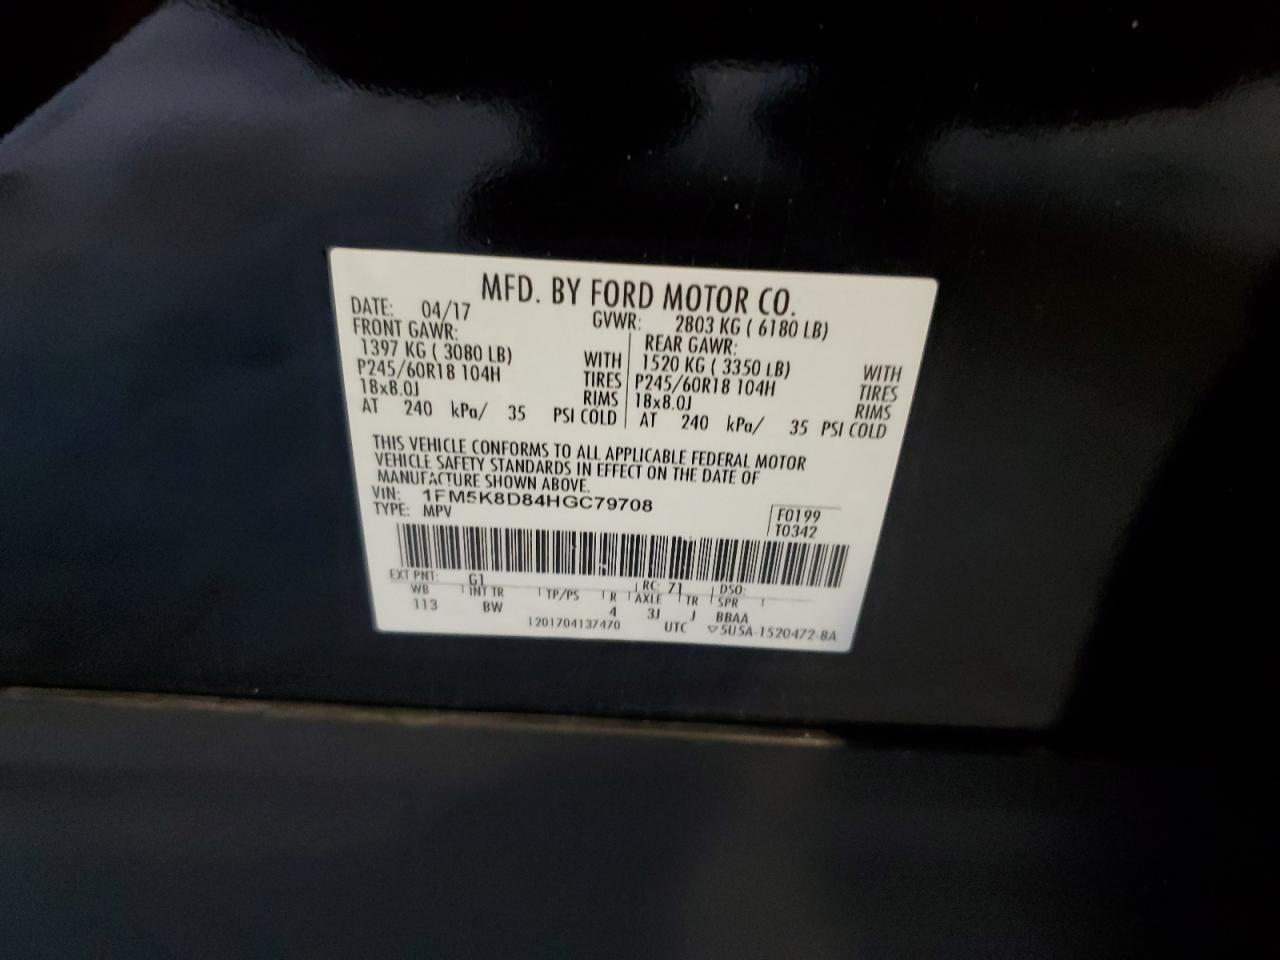 MFD. BY FORD MOTOR CO.
DATE: 04/17 GVWR: 2803 KG ( 6180 LB)
FRONT GAWR: REAR GAWR:
1397 KG ( 3080 LB) WITH 1520 KG ( 3350 LB) WITH
P245/60R18 104H TIRES P245/60R18 104H TIRES
18x8.0J RIMS 18x8.0J RIMS
AT 240 kPa/ 35 PSI COLD AT 240 kPa/ 35 PSI COLD
THIS VEHICLE CONFORMS TO ALL APPLICABLE FEDERAL MOTOR
VEHICLE SAFETY STANDARDS IN EFFECT ON THE DATE OF
MANUFACTURE SHOWN ABOVE.
VIN: 1FM5K8D84HGC79708
TYPE: MPV
F0199
T0342
EXT PNT: G1 RC: 71 DSO:
WB INT TR TP/PS R AXLE TR SPR
113 BW 4 3J J BBAA
1201704137470 UTC ▽5U5A-1520472-BA